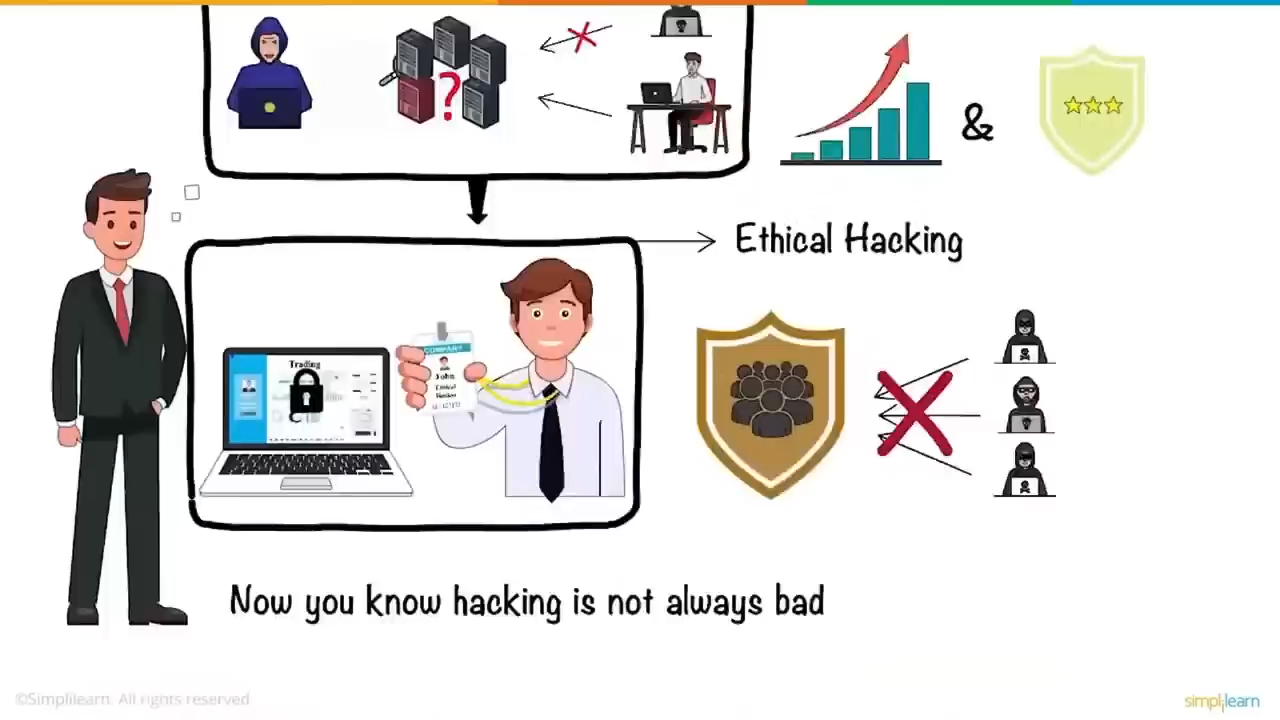 ?
&
Ethical Hacking
Trading
COMPANY
John
Ethical
Hacker
Now you know hacking is not always bad
©Simplilearn. All rights reserved
simplilearn